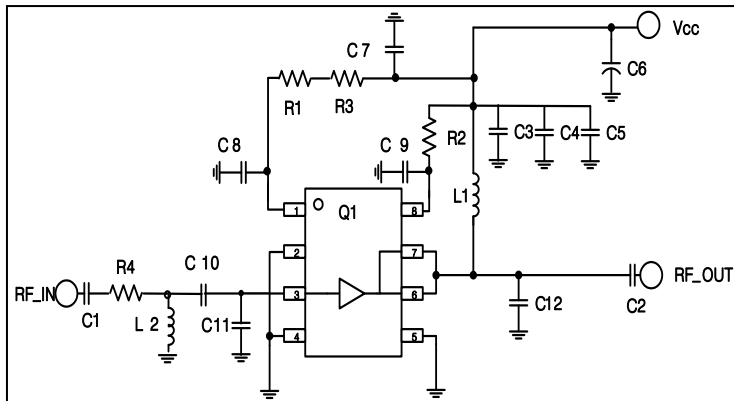 C 7
Vcc
C6
R1
R3
R2
C3
C4
C5
C 8
C 9
L1
Q1
1
8
2
7
R4
C 10
RF_IN
3
6
RF_OUT
C1
L 2
C11
C12
C2
4
5